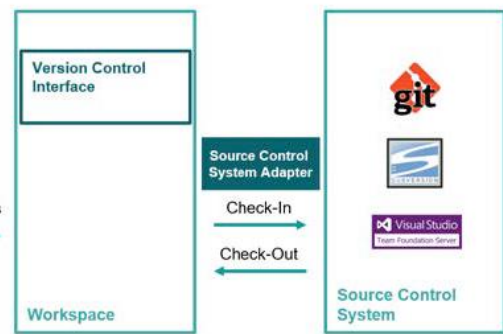 Version Control
Interface
Workspace
Source Control
System Adapter
Check-In
Check-Out
git
SUBVERSION
Visual Studio
Team Foundation Server
Source Control
System